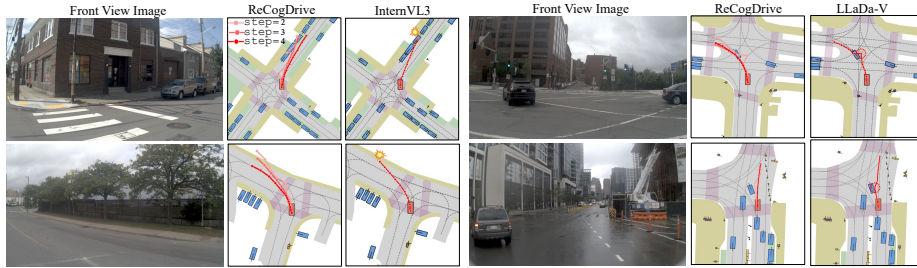 Front View Image
ReCogDrive
InternVL3
Front View Image
ReCogDrive
LLaDa-V
step=2
step=3
step=4